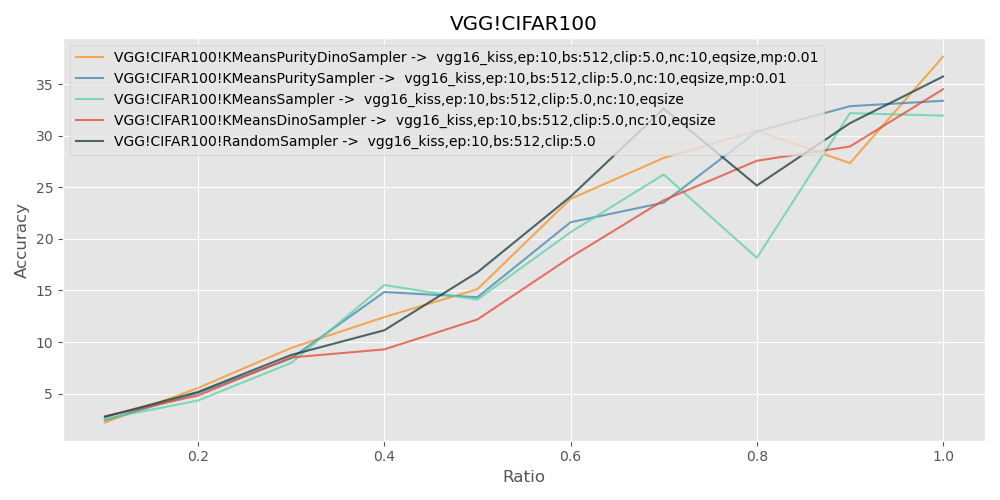 VGG!CIFAR100
VGG!CIFAR100!KMeansPurityDinoSampler -> vgg16_kiss,ep:10,bs:512,clip:5.0,nc:10,eqsize,mp:0.01
VGG!CIFAR100!KMeansPuritySampler -> vgg16_kiss,ep:10,bs:512,clip:5.0,nc:10,eqsize,mp:0.01
VGG!CIFAR100!KMeansSampler -> vgg16_kiss,ep:10,bs:512,clip:5.0,nc:10,eqsize
VGG!CIFAR100!KMeansDinoSampler -> vgg16_kiss,ep:10,bs:512,clip:5.0,nc:10,eqsize
VGG!CIFAR100!RandomSampler -> vgg16_kiss,ep:10,bs:512,clip:5.0
35
30
25
20
15
10
5
Accuracy
0.2 0.4 0.6 0.8 1.0
Ratio